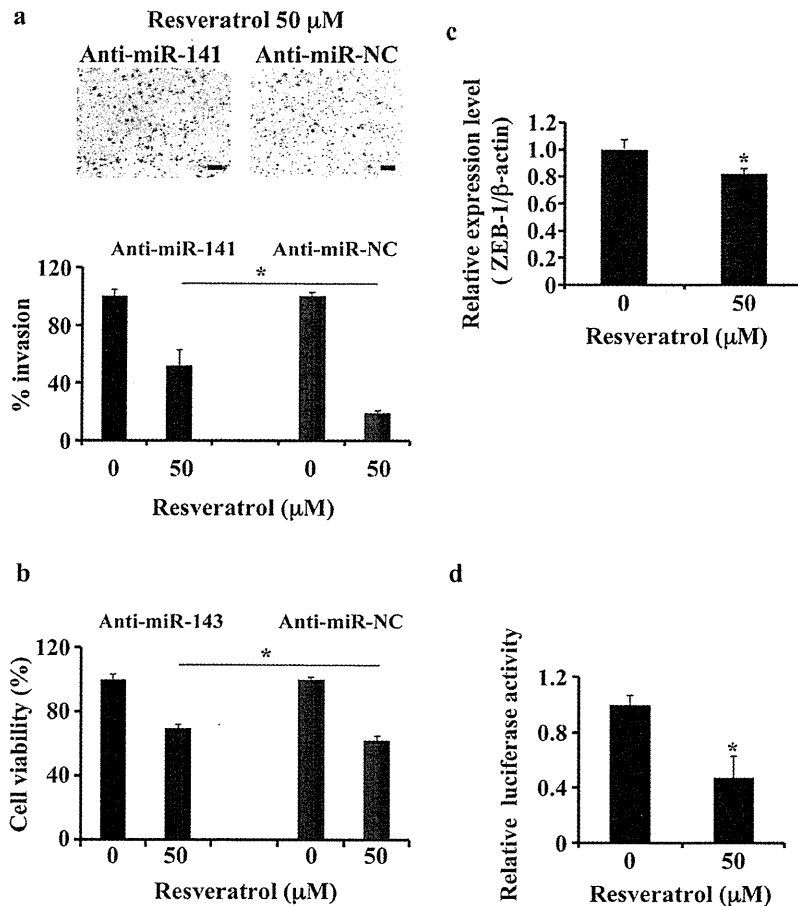 a
Resveratrol 50 μM
Anti-miR-141 Anti-miR-NC
Anti-miR-141 Anti-miR-NC
% invasion
120
80
40
0
0 50 0 50
Resveratrol (μM)
*
b
Anti-miR-143 Anti-miR-NC
Cell viability (%)
120
80
40
0
0 50 0 50
Resveratrol (μM)
*
c
Relative expression level
( ZEB-1/β-actin)
1.2
1.0
0.8
0.6
0.4
0.2
0
*
0 50
Resveratrol (μM)
d
Relative luciferase activity
1.2
0.8
0.4
0
*
0 50
Resveratrol (μM)